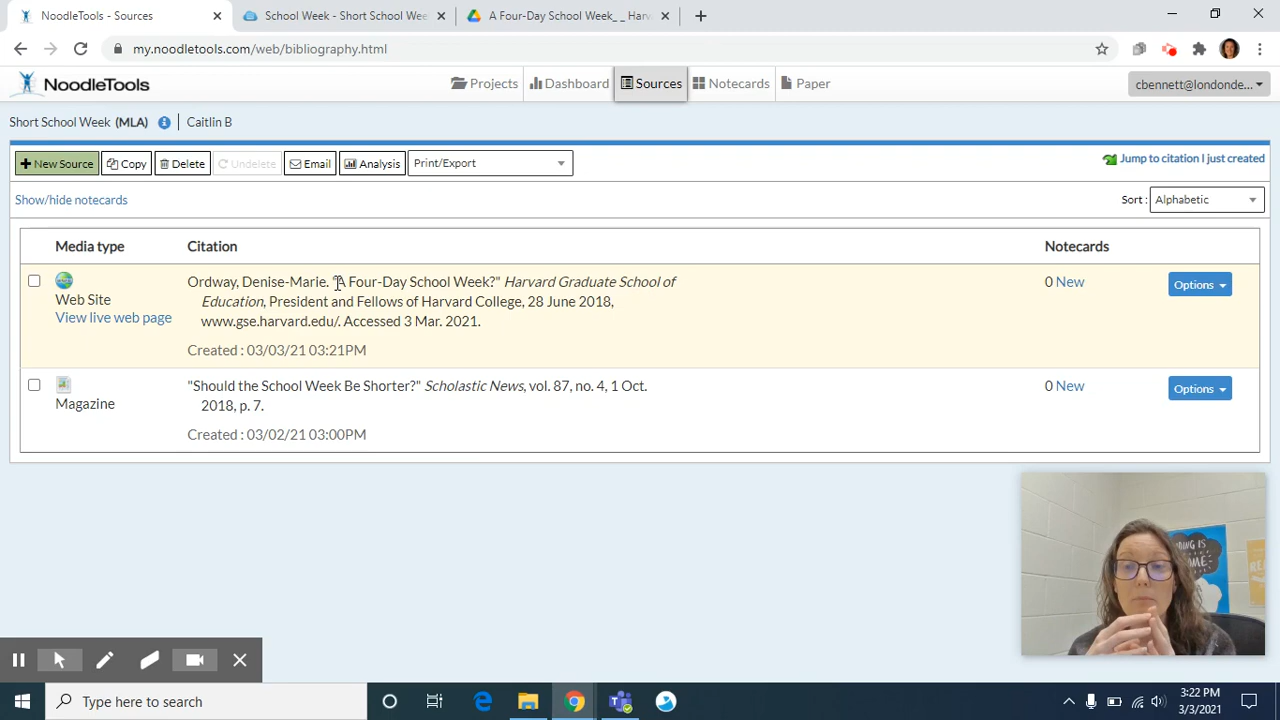 NoodleTools - Sources
School Week - Short School Wee
A Four-Day School Week_ _ Harv
my.noodletools.com/web/bibliography.html
NoodleTools
Projects
Dashboard
Sources
Notecards
Paper
cbennett@londonde...
Short School Week (MLA)
Caitlin B
New Source
Copy
Delete
Undelete
Email
Analysis
Print/Export
Jump to citation I just created
Show/hide notecards
Sort :
Alphabetic
Media type
Citation
Notecards
Web Site
View live web page
Ordway, Denise-Marie. "A Four-Day School Week?" Harvard Graduate School of
Education, President and Fellows of Harvard College, 28 June 2018,
www.gse.harvard.edu/. Accessed 3 Mar. 2021.
Created : 03/03/21 03:21PM
0 New
Options
Magazine
"Should the School Week Be Shorter?" Scholastic News, vol. 87, no. 4, 1 Oct.
2018, p. 7.
Created : 03/02/21 03:00PM
0 New
Options
Type here to search
3:22 PM
3/3/2021